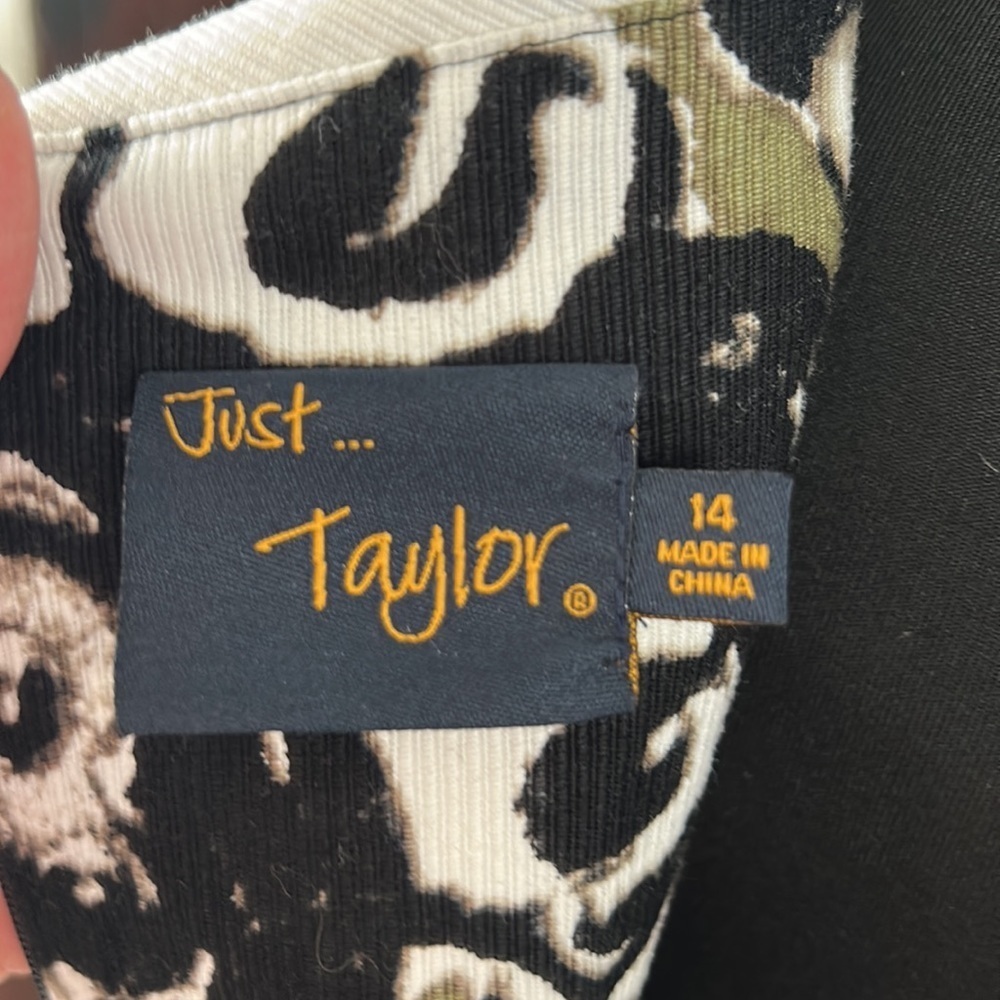 Just ...
Taylor®
14
MADE IN
CHINA